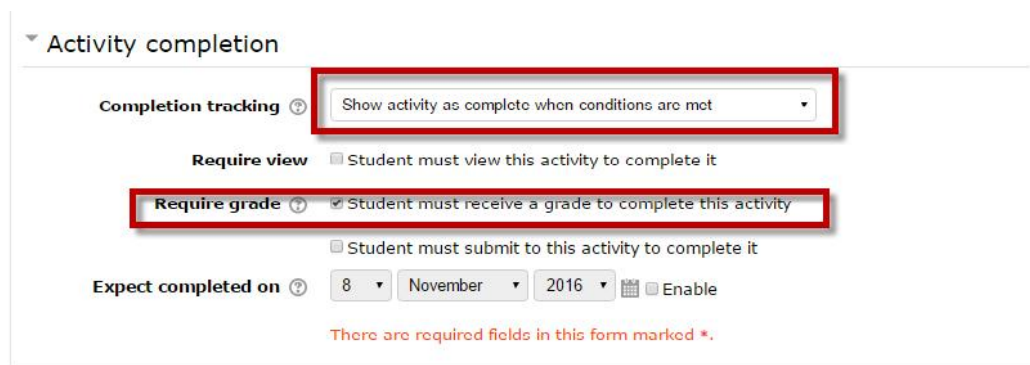 Activity completion
Completion tracking Show activity as complete when conditions are met
Require view Student must view this activity to complete it
Require grade Student must receive a grade to complete this activity
Student must submit to this activity to complete it
Expect completed on 8 November 2016 Enable
There are required fields in this form marked *.